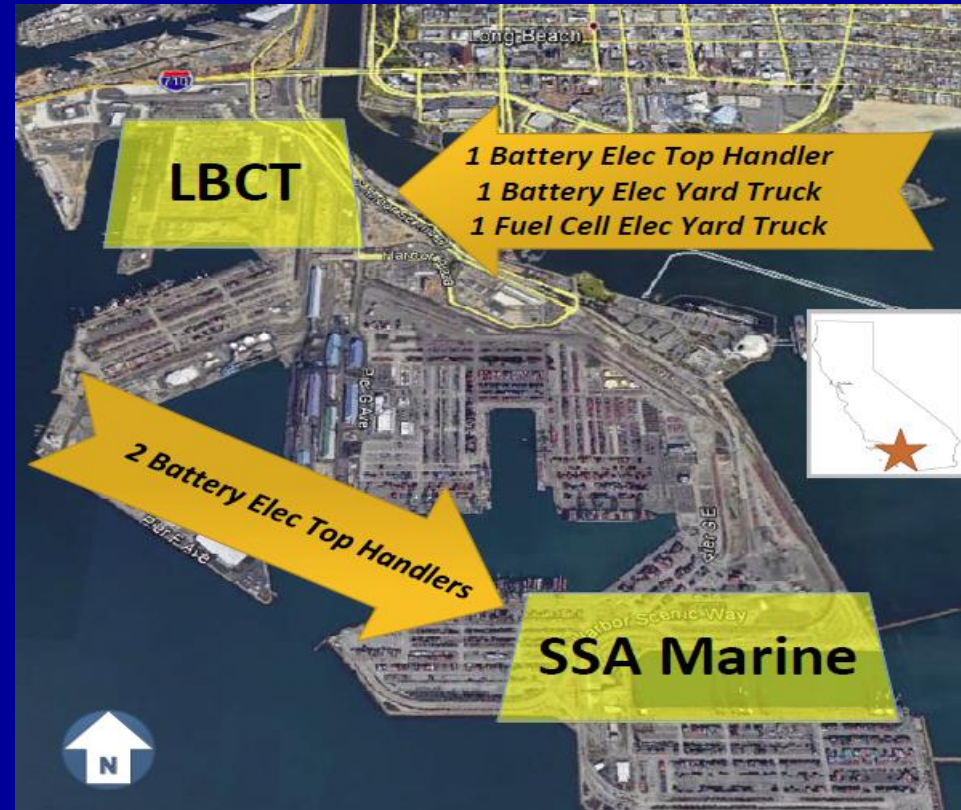 Long Beach
710
LBCT
1 Battery Elec Top Handler
1 Battery Elec Yard Truck
1 Fuel Cell Elec Yard Truck
Harbor
2 Battery Elec Top Handlers
Harbor Scenic Way
SSA Marine
N